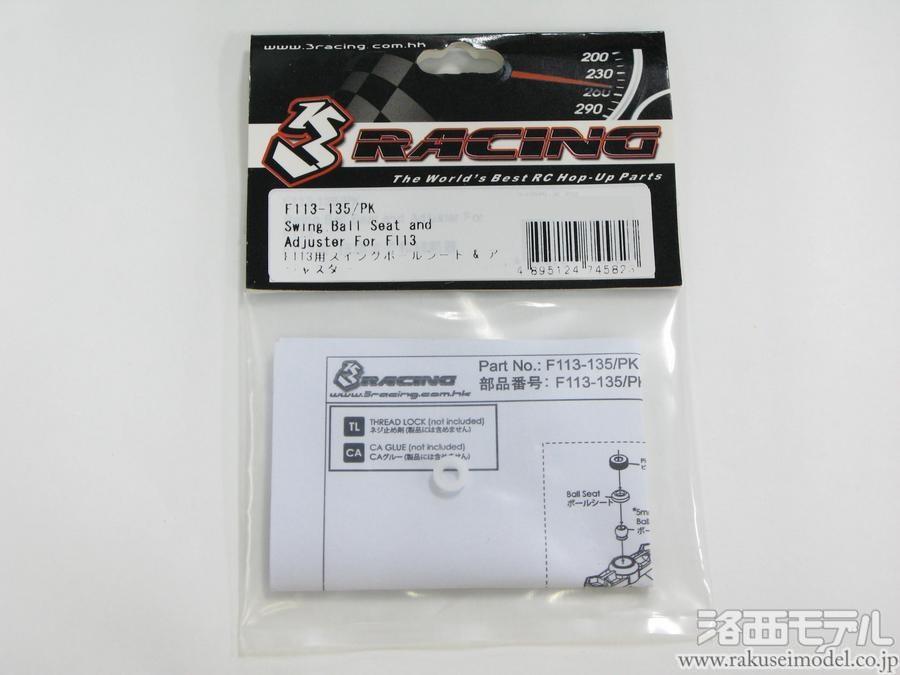 www.3racing.com.hk
200
230
260
290
3 RACING
The World's Best RC Hop-Up Parts
F113-135/PK
Swing Ball Seat and
Adjuster For F113
F113用スイングボールシート & ア
ジャスター
4 895124 74582
3RACING
www.3racing.com.hk
Part No.: F113-135/PK
部品番号: F113-135/PK
TL THREAD LOCK (not included)
ネジ止め剤 (製品には含めません)
CA CA GLUE (not included)
CAグルー (製品には含めません)
Ball Seat
ボールシート
*5m
Bal
ボー
洛西モデル
www.rakuseimodel.co.jp